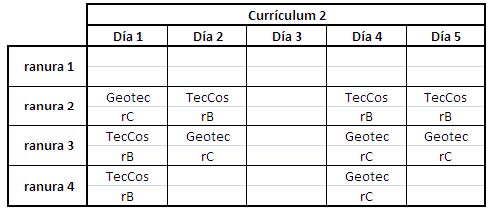 Currículum 2
Día 1 Día 2 Día 3 Día 4 Día 5
ranura 1
ranura 2 Geotec TecCos TecCos TecCos
rC rB rB rB
ranura 3 TecCos Geotec Geotec Geotec
rB rC rC rC
ranura 4 TecCos Geotec
rB rC